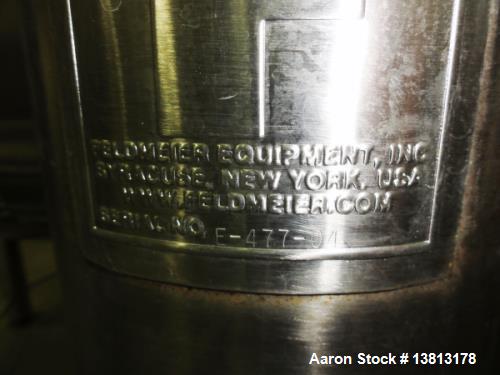 FELDMEIER EQUIPMENT, INC
SYRACUSE, NEW YORK, USA
WWW.FELDMEIER.COM
SERIAL NO. E-477-04
Aaron Stock # 13813178